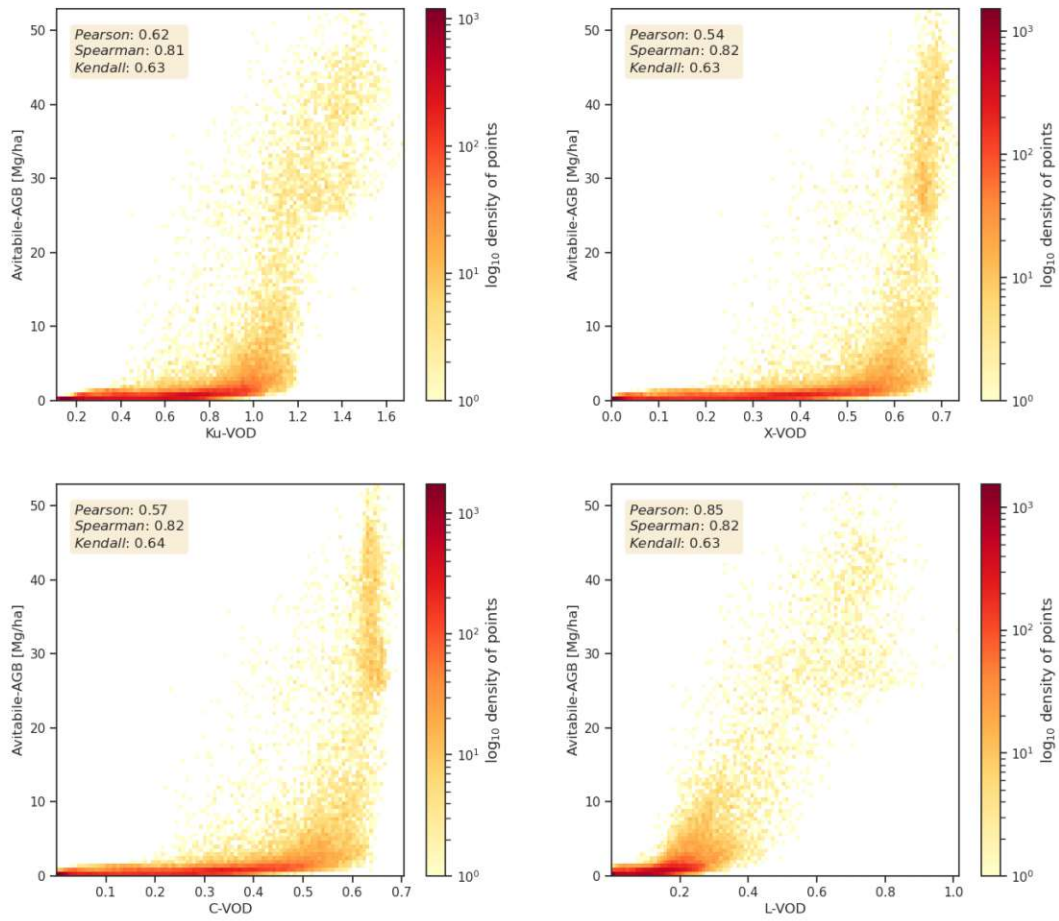 Pearson: 0.62
Spearman: 0.81
Kendall: 0.63
Avitabile-AGB [Mg/ha]
50
40
30
20
10
0
0.2 0.4 0.6 0.8 1.0 1.2 1.4 1.6
Ku-VOD
10³
10²
10¹
10⁰
log₁₀ density of points
Pearson: 0.54
Spearman: 0.82
Kendall: 0.63
Avitabile-AGB [Mg/ha]
50
40
30
20
10
0
0.0 0.1 0.2 0.3 0.4 0.5 0.6 0.7
X-VOD
10³
10²
10¹
10⁰
log₁₀ density of points
Pearson: 0.57
Spearman: 0.82
Kendall: 0.64
Avitabile-AGB [Mg/ha]
50
40
30
20
10
0
0.1 0.2 0.3 0.4 0.5 0.6 0.7
C-VOD
10³
10²
10¹
10⁰
log₁₀ density of points
Pearson: 0.85
Spearman: 0.82
Kendall: 0.63
Avitabile-AGB [Mg/ha]
50
40
30
20
10
0
0.2 0.4 0.6 0.8 1.0
L-VOD
10³
10²
10¹
10⁰
log₁₀ density of points